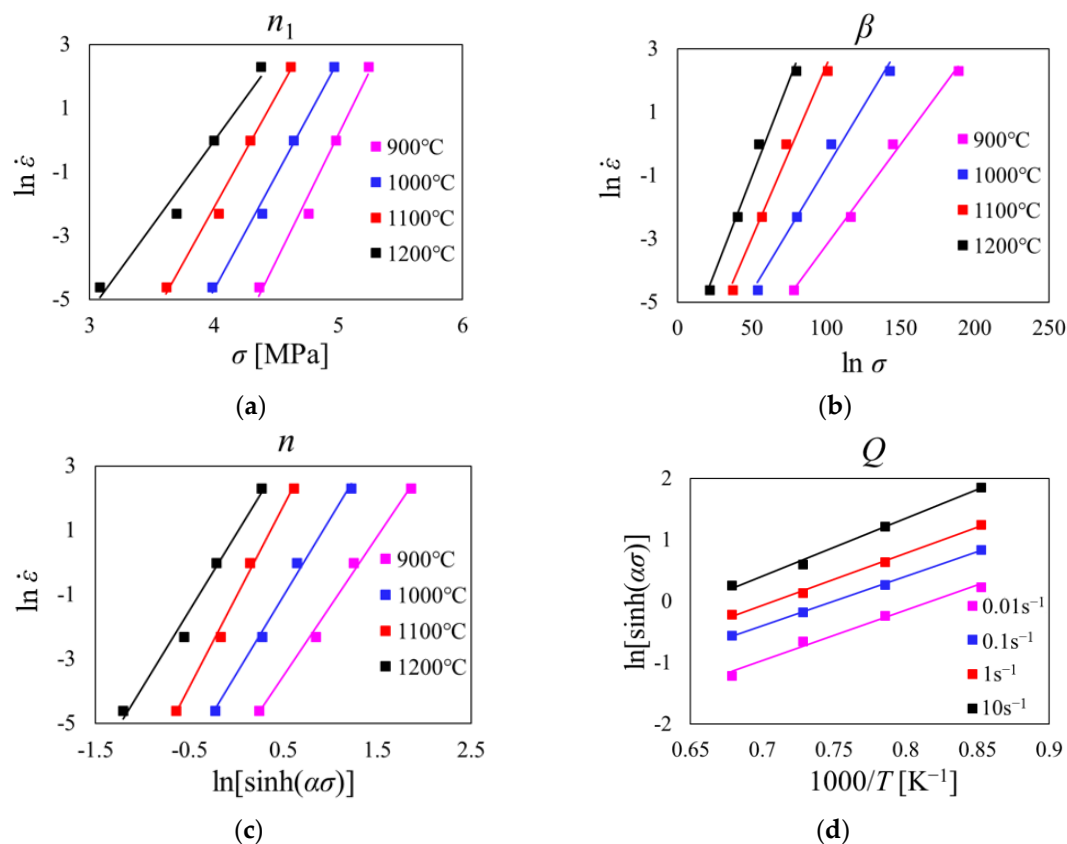 n₁
3
1
-1
-3
-5
ln ε̇
900℃
1000℃
1100℃
1200℃
3 4 5 6
σ [MPa]
(a)
β
3
1
-1
-3
-5
ln ε̇
900℃
1000℃
1100℃
1200℃
0 50 100 150 200 250
ln σ
(b)
n
3
1
-1
-3
-5
ln ε̇
900℃
1000℃
1100℃
1200℃
-1.5 -0.5 0.5 1.5 2.5
ln[sinh(ασ)]
(c)
Q
2
1
0
-1
-2
ln[sinh(ασ)]
0.01s⁻¹
0.1s⁻¹
1s⁻¹
10s⁻¹
0.65 0.7 0.75 0.8 0.85 0.9
1000/T [K⁻¹]
(d)